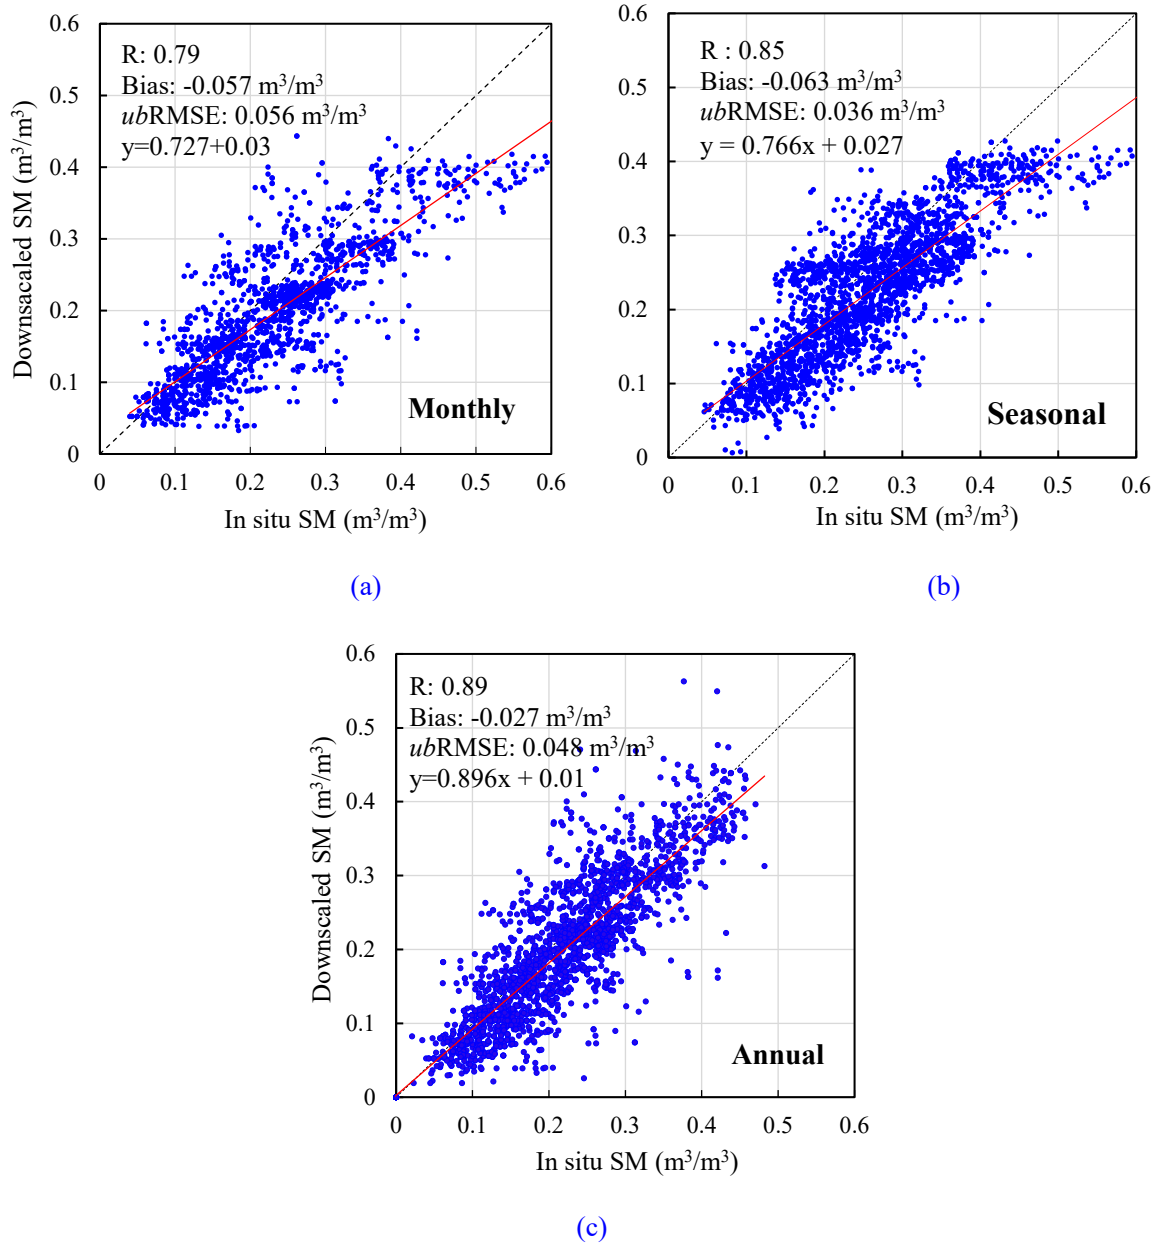 R: 0.79
Bias: -0.057 m³/m³
ubRMSE: 0.056 m³/m³
y=0.727+0.03
Downsacaled SM (m³/m³)
0.6
0.5
0.4
0.3
0.2
0.1
0
0 0.1 0.2 0.3 0.4 0.5 0.6
Monthly
In situ SM (m³/m³)
(a)
R : 0.85
Bias: -0.063 m³/m³
ubRMSE: 0.036 m³/m³
y = 0.766x + 0.027
Downscaled SM (m³/m³)
0.6
0.5
0.4
0.3
0.2
0.1
0
0 0.1 0.2 0.3 0.4 0.5 0.6
Seasonal
In situ SM (m³/m³)
(b)
R: 0.89
Bias: -0.027 m³/m³
ubRMSE: 0.048 m³/m³
y=0.896x + 0.01
0.6
0.5
0.4
0.3
0.2
0.1
0
0 0.1 0.2 0.3 0.4 0.5 0.6
Annual
In situ SM (m³/m³)
(c)